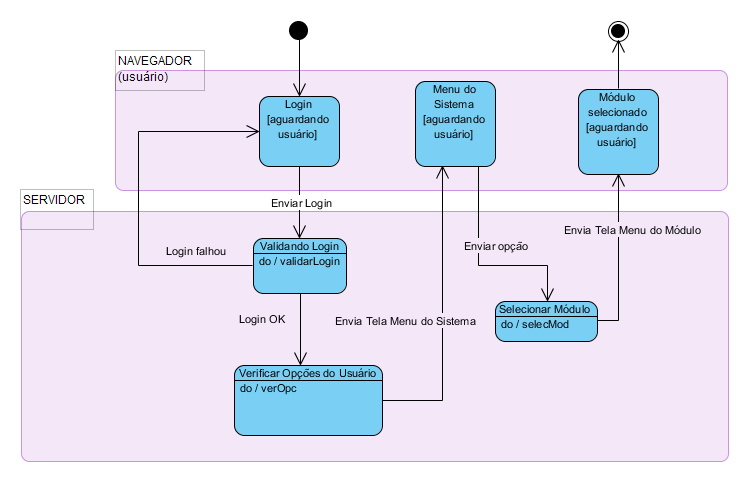 NAVEGADOR
(usuário)
Login
[aguardando
usuário]
Menu do
Sistema
[aguardando
usuário]
Módulo
selecionado
[aguardando
usuário]
SERVIDOR
Enviar Login
Envia Tela Menu do Módulo
Enviar opção
Validando Login
do / validarLogin
Login falhou
Selecionar Módulo
do / selecMod
Login OK
Envia Tela Menu do Sistema
Verificar Opções do Usuário
do / verOpc